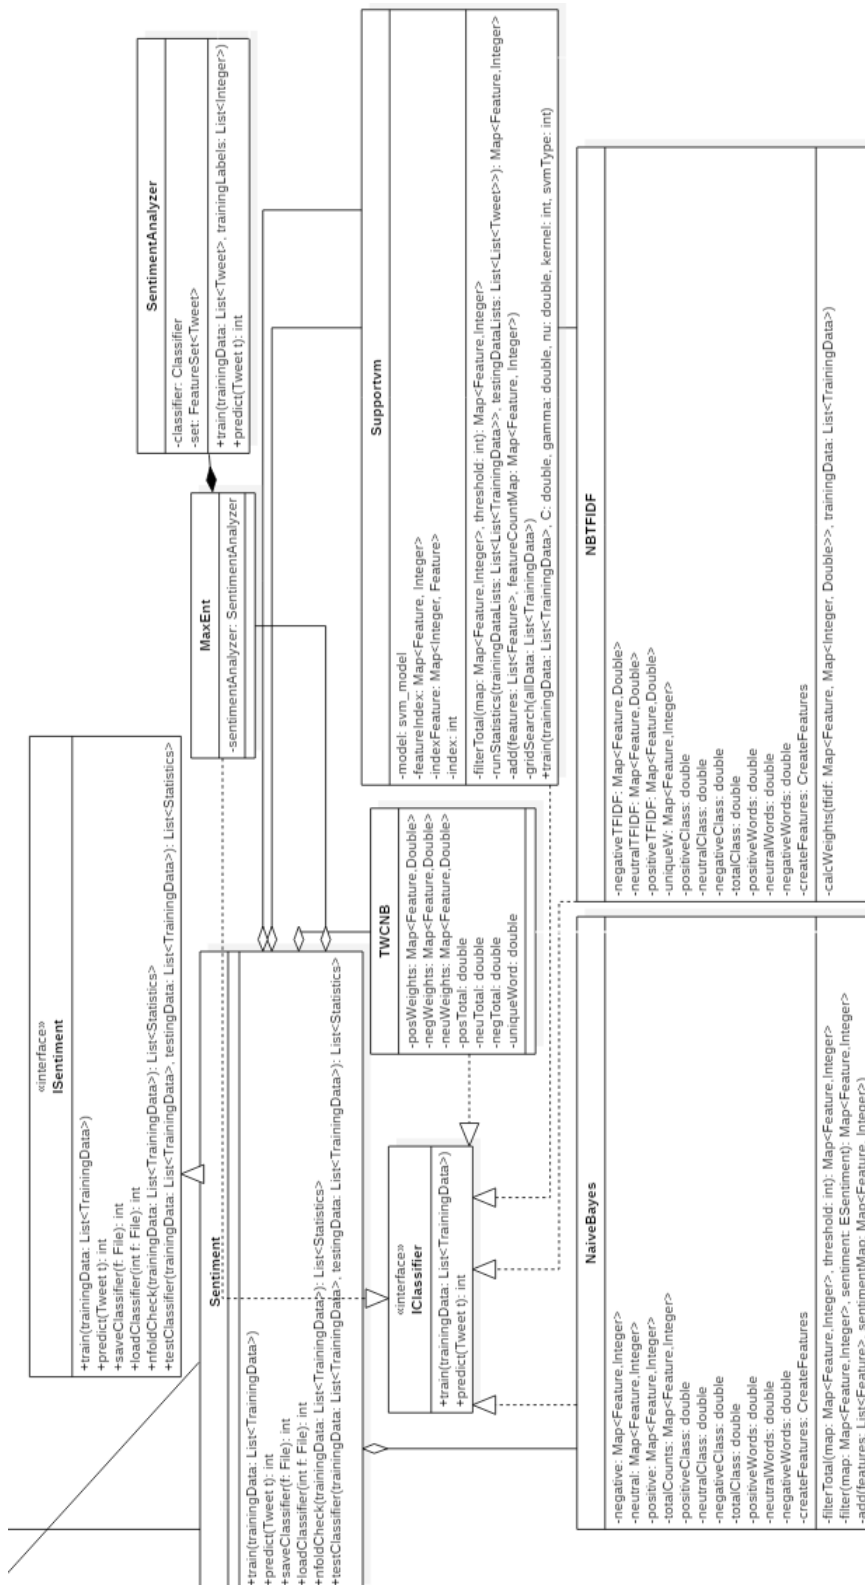 «interface»
ISentiment
+train(trainingData: List<TrainingData>)
+predict(Tweet t): int
+saveClassifier(f: File): int
+loadClassifier(int f: File): int
+nfoldCheck(trainingData: List<TrainingData>): List<Statistics>
+testClassifier(trainingData: List<TrainingData>, testingData: List<TrainingData>): List<Statistics>
SentimentAnalyzer
-classifier: Classifier
-set: FeatureSet<Tweet>
+train(trainingData: List<Tweet>, trainingLabels: List<Integer>)
+predict(Tweet t): int
MaxEnt
-sentimentAnalyzer: SentimentAnalyzer
Sentiment
+train(trainingData: List<TrainingData>)
+predict(Tweet t): int
+saveClassifier(f: File): int
+loadClassifier(int f: File): int
+nfoldCheck(trainingData: List<TrainingData>): List<Statistics>
+testClassifier(trainingData: List<TrainingData>, testingData: List<TrainingData>): List<Statistics>
Supportvm
-model: svm_model
-featureIndex: Map<Feature, Integer>
-indexFeature: Map<Integer, Feature>
-index: int
-filterTotal(map: Map<Feature,Integer>, threshold: int): Map<Feature,Integer>
-runStatistics(trainingDataLists: List<List<TrainingData>>, testingDataLists: List<List<Tweet>>): Map<Feature,Integer>
-add(features: List<Feature>, featureCountMap: Map<Feature, Integer>)
-gridSearch(allData: List<TrainingData>)
+train(trainingData: List<TrainingData>, C: double, gamma: double, nu: double, kernel: int, svmType: int)
TWCNB
-posWeights: Map<Feature,Double>
-negWeights: Map<Feature,Double>
-neuWeights: Map<Feature,Double>
-posTotal: double
-neuTotal: double
-negTotal: double
-uniqueWord: double
«interface»
IClassifier
+train(trainingData: List<TrainingData>)
+predict(Tweet t): int
NBTFIDF
-negativeTFIDF: Map<Feature,Double>
-neutralTFIDF: Map<Feature,Double>
-positiveTFIDF: Map<Feature,Double>
-uniqueW: Map<Feature,Integer>
-positiveClass: double
-neutralClass: double
-negativeClass: double
-totalClass: double
-positiveWords: double
-neutralWords: double
-negativeWords: double
-createFeatures: CreateFeatures
-calcWeights(tfidf: Map<Feature, Map<Integer, Double>>, trainingData: List<TrainingData>)
NaiveBayes
-negative: Map<Feature,Integer>
-neutral: Map<Feature,Integer>
-positive: Map<Feature,Integer>
-totalCounts: Map<Feature,Integer>
-positiveClass: double
-neutralClass: double
-negativeClass: double
-totalClass: double
-positiveWords: double
-neutralWords: double
-negativeWords: double
-createFeatures: CreateFeatures
-filterTotal(map: Map<Feature,Integer>, threshold: int): Map<Feature,Integer>
-filter(map: Map<Feature,Integer>, sentiment: ESentiment): Map<Feature,Integer>
-add(features: List<Feature>, sentimentMap: Map<Feature, Integer>)